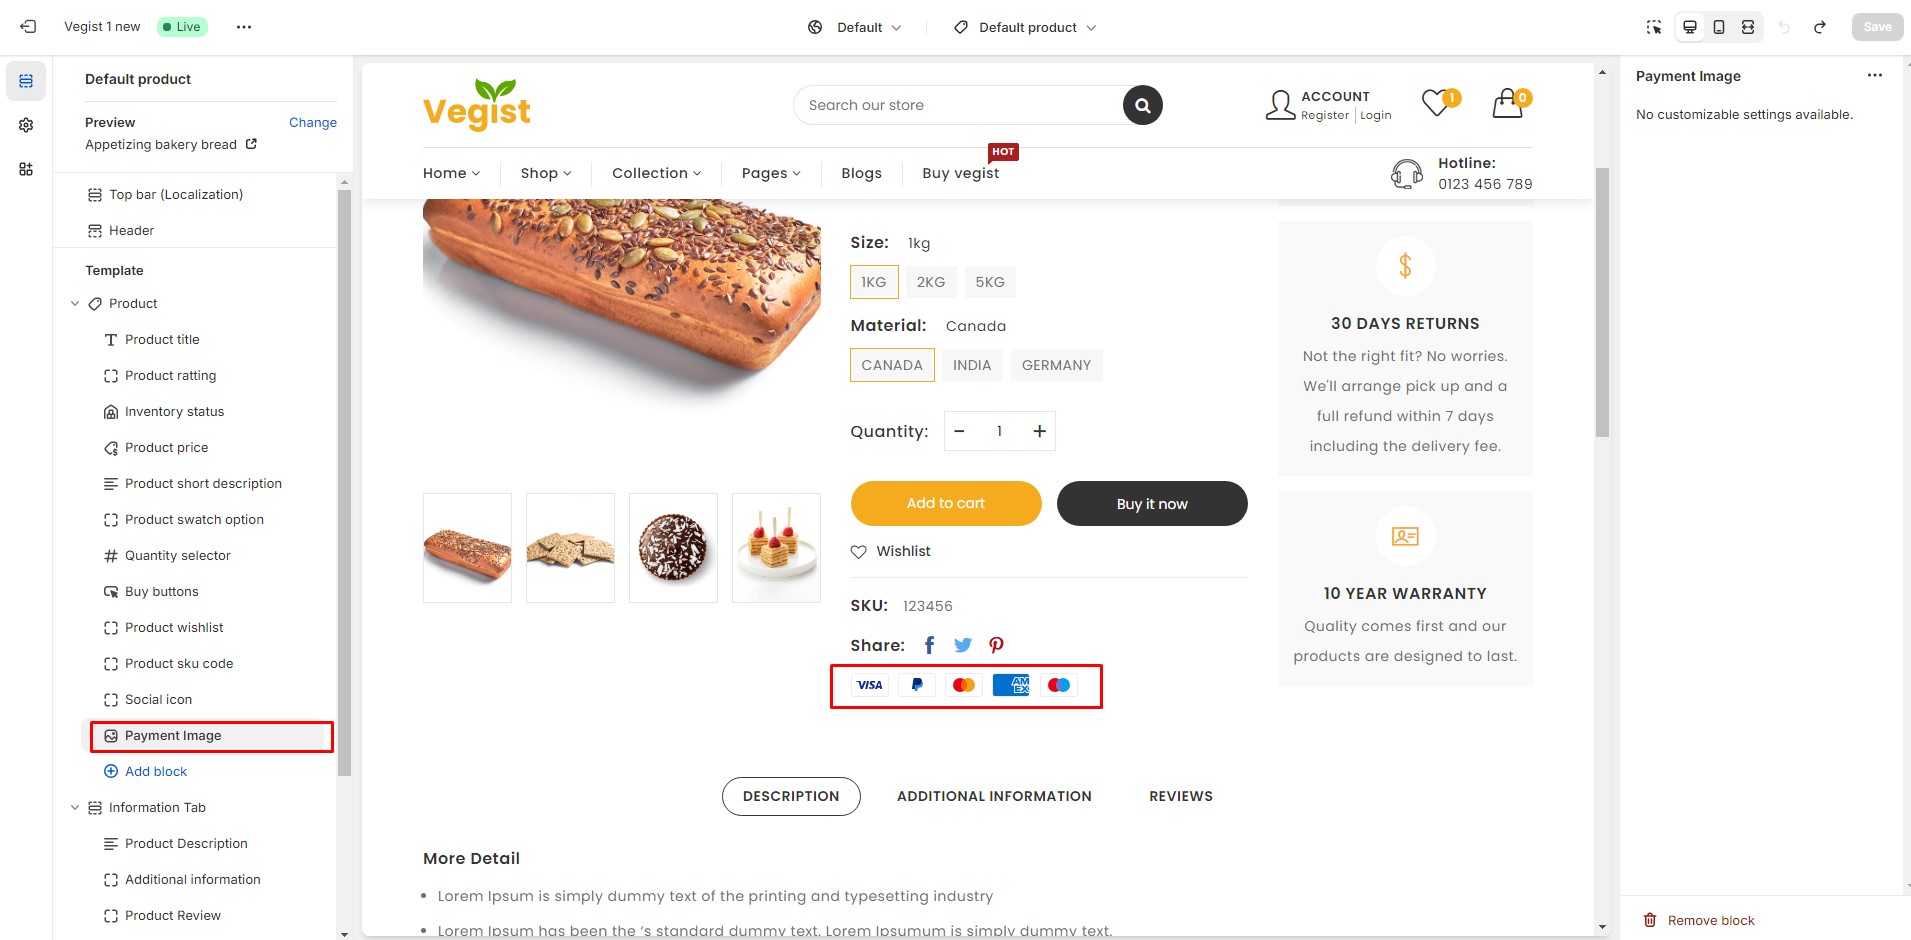 Vegist 1 new
Live
Default
Default product
Save
Default product
Preview
Change
Appetizing bakery bread
Top bar (Localization)
Header
Template
Product
Product title
Product ratting
Inventory status
Product price
Product short description
Product swatch option
Quantity selector
Buy buttons
Product wishlist
Product sku code
Social icon
Payment Image
Add block
Information Tab
Product Description
Additional information
Product Review
Vegist
Search our store
ACCOUNT
Register Login
1
0
Home
Shop
Collection
Pages
Blogs
Buy vegist
HOT
Hotline:
0123 456 789
Size: 1kg
1KG 2KG 5KG
Material: Canada
CANADA INDIA GERMANY
Quantity: − 1 +
Add to cart
Buy it now
Wishlist
SKU: 123456
Share:
VISA
AM
EX
30 DAYS RETURNS
Not the right fit? No worries.
We'll arrange pick up and a
full refund within 7 days
including the delivery fee.
10 YEAR WARRANTY
Quality comes first and our
products are designed to last.
DESCRIPTION
ADDITIONAL INFORMATION
REVIEWS
More Detail
Lorem Ipsum is simply dummy text of the printing and typesetting industry
Lorem Ipsum has been the ‘s standard dummy text. Lorem Ipsumum is simply dummy text.
Payment Image
No customizable settings available.
Remove block